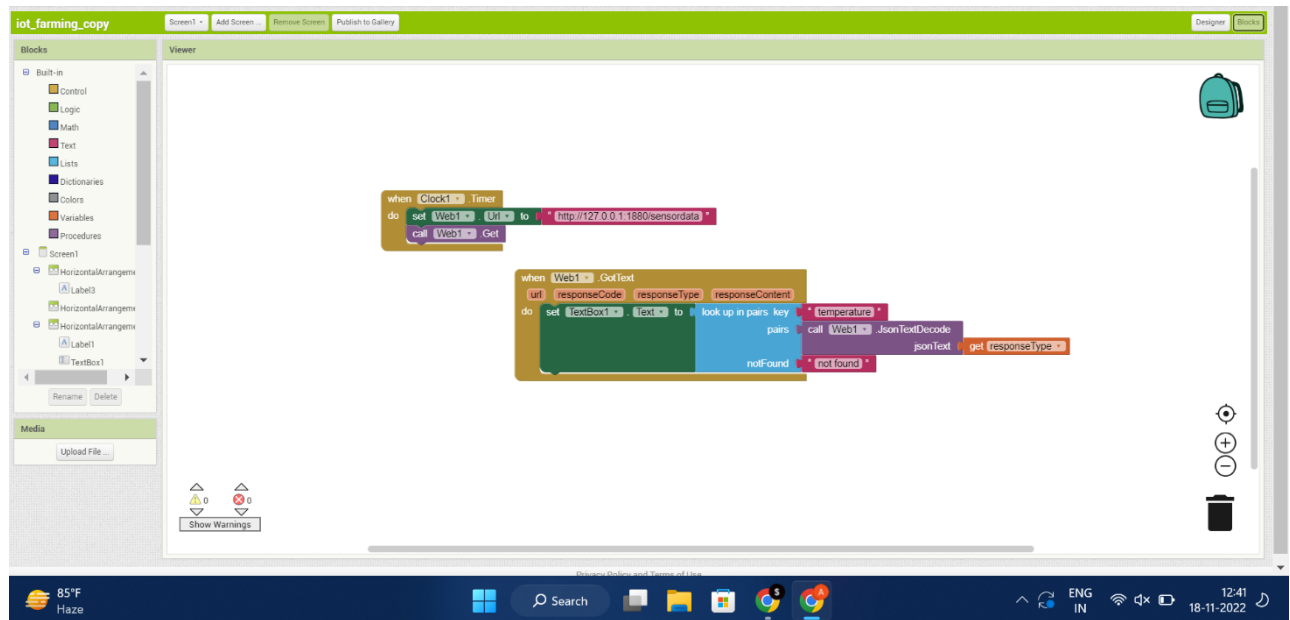 iot_farming_copy
Screen1
Add Screen ...
Remove Screen
Publish to Gallery
Designer
Blocks
Blocks
Viewer
Built-in
Control
Logic
Math
Text
Lists
Dictionaries
Colors
Variables
Procedures
Screen1
HorizontalArrangeme
Label3
HorizontalArrangeme
HorizontalArrangeme
Label1
TextBox1
Rename
Delete
Media
Upload File ...
when Clock1 .Timer
do set Web1 . Url to " http://127.0.0.1:1880/sensordata "
call Web1 .Get
when Web1 .GotText
url responseCode responseType responseContent
do set TextBox1 . Text to look up in pairs key " temperature "
pairs call Web1 .JsonTextDecode
jsonText get responseType
notFound " not found "
0 0
Show Warnings
Privacy Policy and Terms of Use
85°F
Haze
Search
S
A
ENG
IN
12:41
18-11-2022